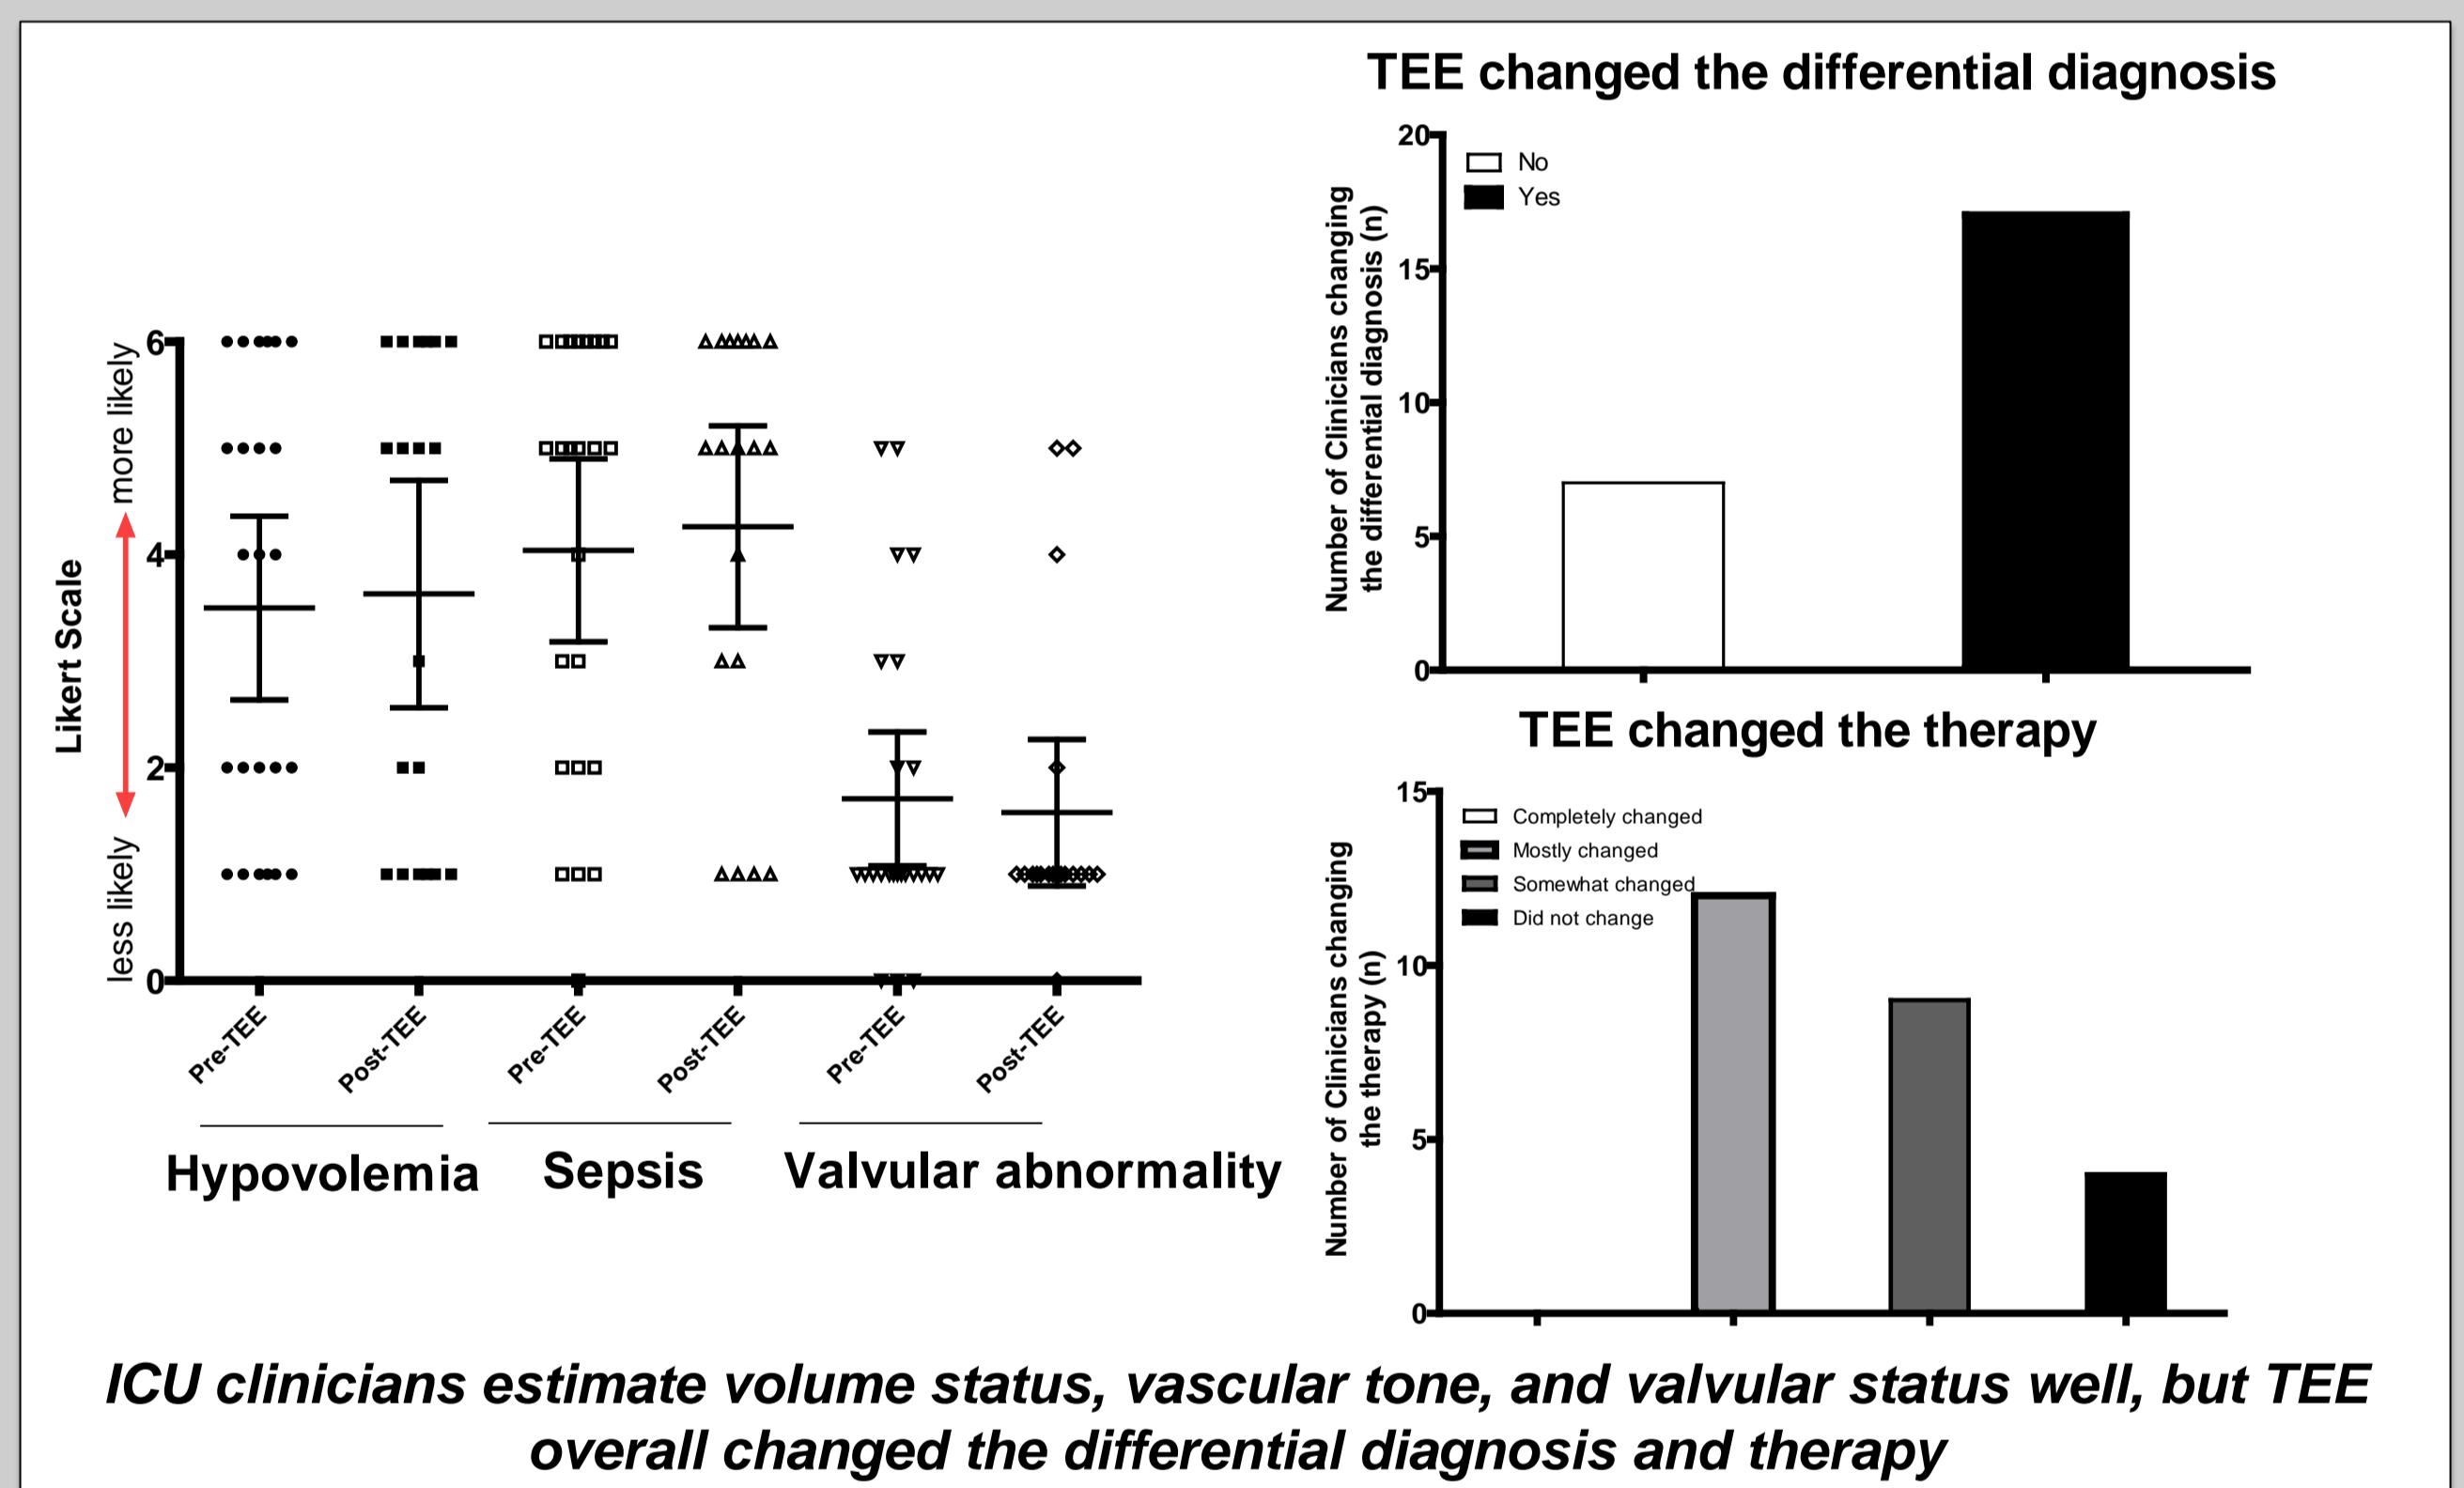 Likert Scale
less likely
more likely
6
4
2
0
Pre-TEE
Post-TEE
Pre-TEE
Post-TEE
Pre-TEE
Post-TEE
Hypovolemia
Sepsis
Valvular abnormality
TEE changed the differential diagnosis
Number of Clinicians changing
the differential diagnosis (n)
20
15
10
5
0
No
Yes
TEE changed the therapy
Number of Clinicians changing
the therapy (n)
15
10
5
0
Completely changed
Mostly changed
Somewhat changed
Did not change
ICU clinicians estimate volume status, vascular tone, and valvular status well, but TEE
overall changed the differential diagnosis and therapy